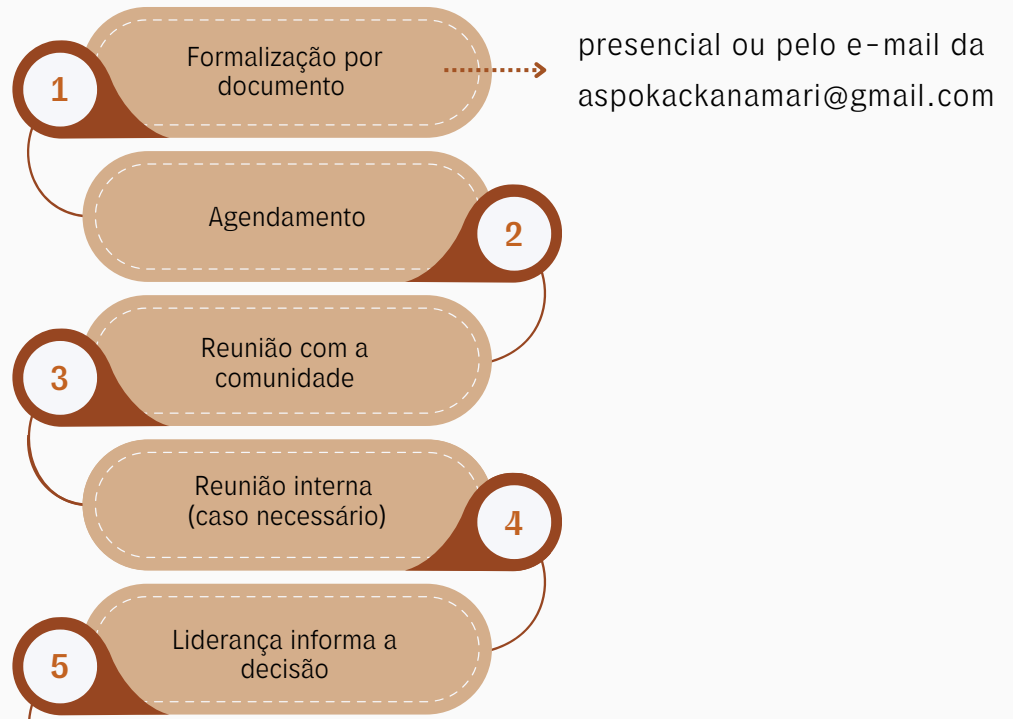 1
Formalização por
documento
presencial ou pelo e-mail da
aspokackanamari@gmail.com
2
Agendamento
3
Reunião com a
comunidade
4
Reunião interna
(caso necessário)
5
Liderança informa a
decisão